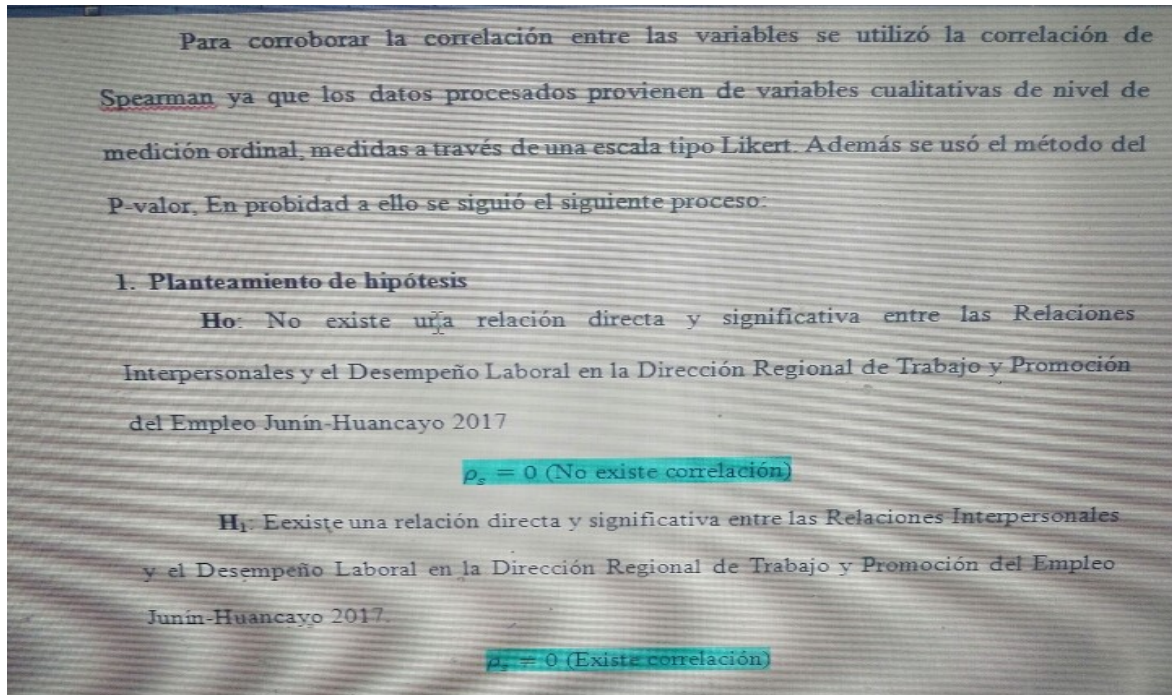 Para corroborar la correlación entre las variables se utilizó la correlación de
Spearman ya que los datos procesados provienen de variables cualitativas de nivel de
medición ordinal, medidas a través de una escala tipo Likert. Además se usó el método del
P-valor, En probidad a ello se siguió el siguiente proceso:
1. Planteamiento de hipótesis
Ho: No existe una relación directa y significativa entre las Relaciones
Interpersonales y el Desempeño Laboral en la Dirección Regional de Trabajo y Promoción
del Empleo Junín-Huancayo 2017
ρₛ = 0 (No existe correlación)
H₁: Eexiste una relación directa y significativa entre las Relaciones Interpersonales
y el Desempeño Laboral en la Dirección Regional de Trabajo y Promoción del Empleo
Junín-Huancayo 2017.
ρₛ = 0 (Existe correlación)